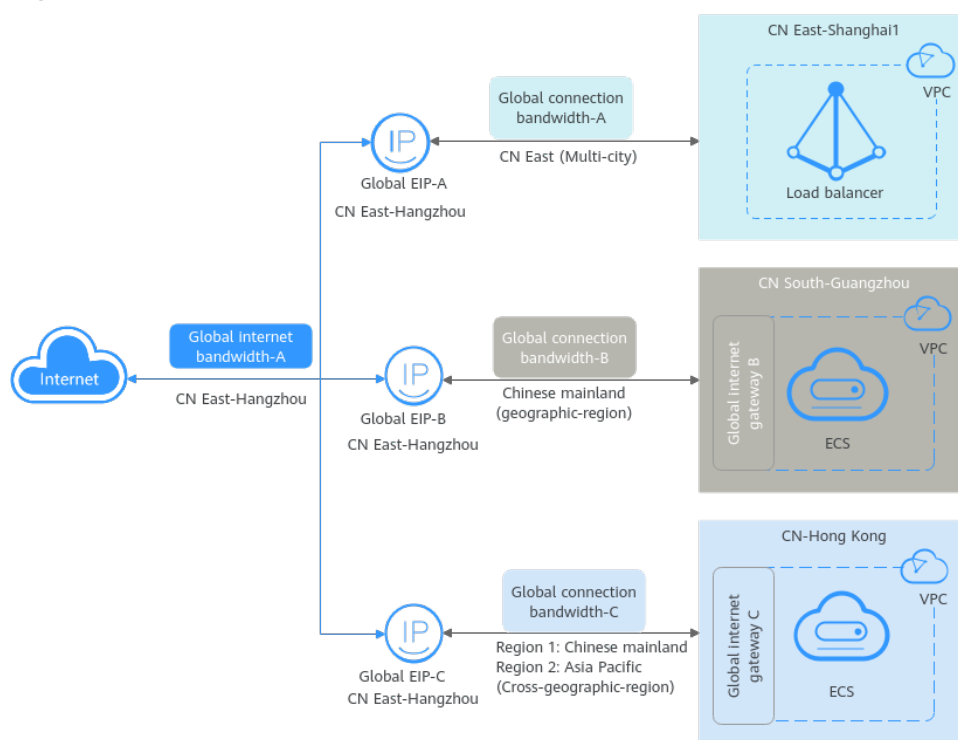 CN East-Shanghai1
VPC
Load balancer
Global connection
bandwidth-A
CN East (Multi-city)
IP
Global EIP-A
CN East-Hangzhou
CN South-Guangzhou
VPC
Global internet
gateway B
ECS
Global connection
bandwidth-B
Chinese mainland
(geographic-region)
IP
Global EIP-B
CN East-Hangzhou
Global internet
bandwidth-A
CN East-Hangzhou
Internet
CN-Hong Kong
VPC
Global internet
gateway C
ECS
Global connection
bandwidth-C
Region 1: Chinese mainland
Region 2: Asia Pacific
(Cross-geographic-region)
IP
Global EIP-C
CN East-Hangzhou